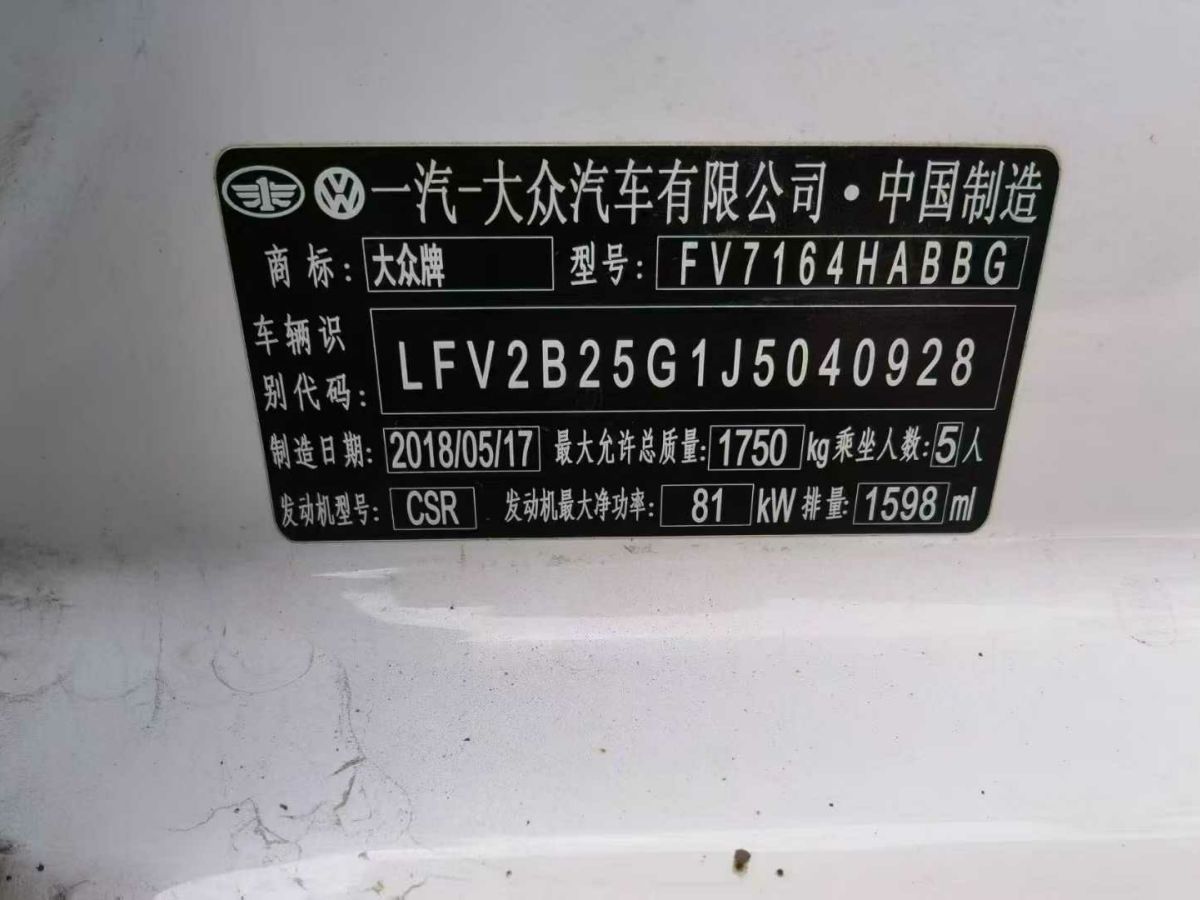 一汽-大众汽车有限公司·中国制造
商标: 大众牌 型号: FV7164HABBG
车辆识
别代码: LFV2B25G1J5040928
制造日期: 2018/05/17 最大允许总质量: 1750 kg 乘坐人数: 5 人
发动机型号: CSR 发动机最大净功率: 81 kW 排量: 1598 ml